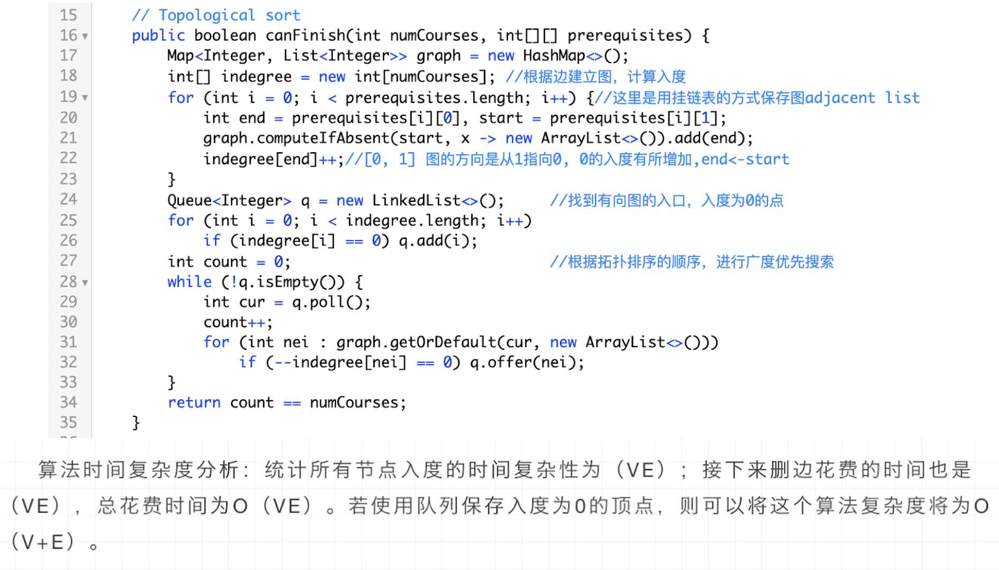 15 // Topological sort
16 public boolean canFinish(int numCourses, int[][] prerequisites) {
17 Map<Integer, List<Integer>> graph = new HashMap<>();
18 int[] indegree = new int[numCourses]; //根据边建立图，计算入度
19 for (int i = 0; i < prerequisites.length; i++) {//这里是用挂链表的方式保存图adjacent list
20 int end = prerequisites[i][0], start = prerequisites[i][1];
21 graph.computeIfAbsent(start, x -> new ArrayList<>()).add(end);
22 indegree[end]++;//[0, 1] 图的方向是从1指向0, 0的入度有所增加,end<-start
23 }
24 Queue<Integer> q = new LinkedList<>(); //找到有向图的入口，入度为0的点
25 for (int i = 0; i < indegree.length; i++)
26 if (indegree[i] == 0) q.add(i);
27 int count = 0; //根据拓扑排序的顺序，进行广度优先搜索
28 while (!q.isEmpty()) {
29 int cur = q.poll();
30 count++;
31 for (int nei : graph.getOrDefault(cur, new ArrayList<>()))
32 if (--indegree[nei] == 0) q.offer(nei);
33 }
34 return count == numCourses;
35 }
算法时间复杂度分析：统计所有节点入度的时间复杂性为（VE）；接下来删边花费的时间也是
（VE），总花费时间为O（VE）。若使用队列保存入度为0的顶点，则可以将这个算法复杂度将为O
（V+E）。